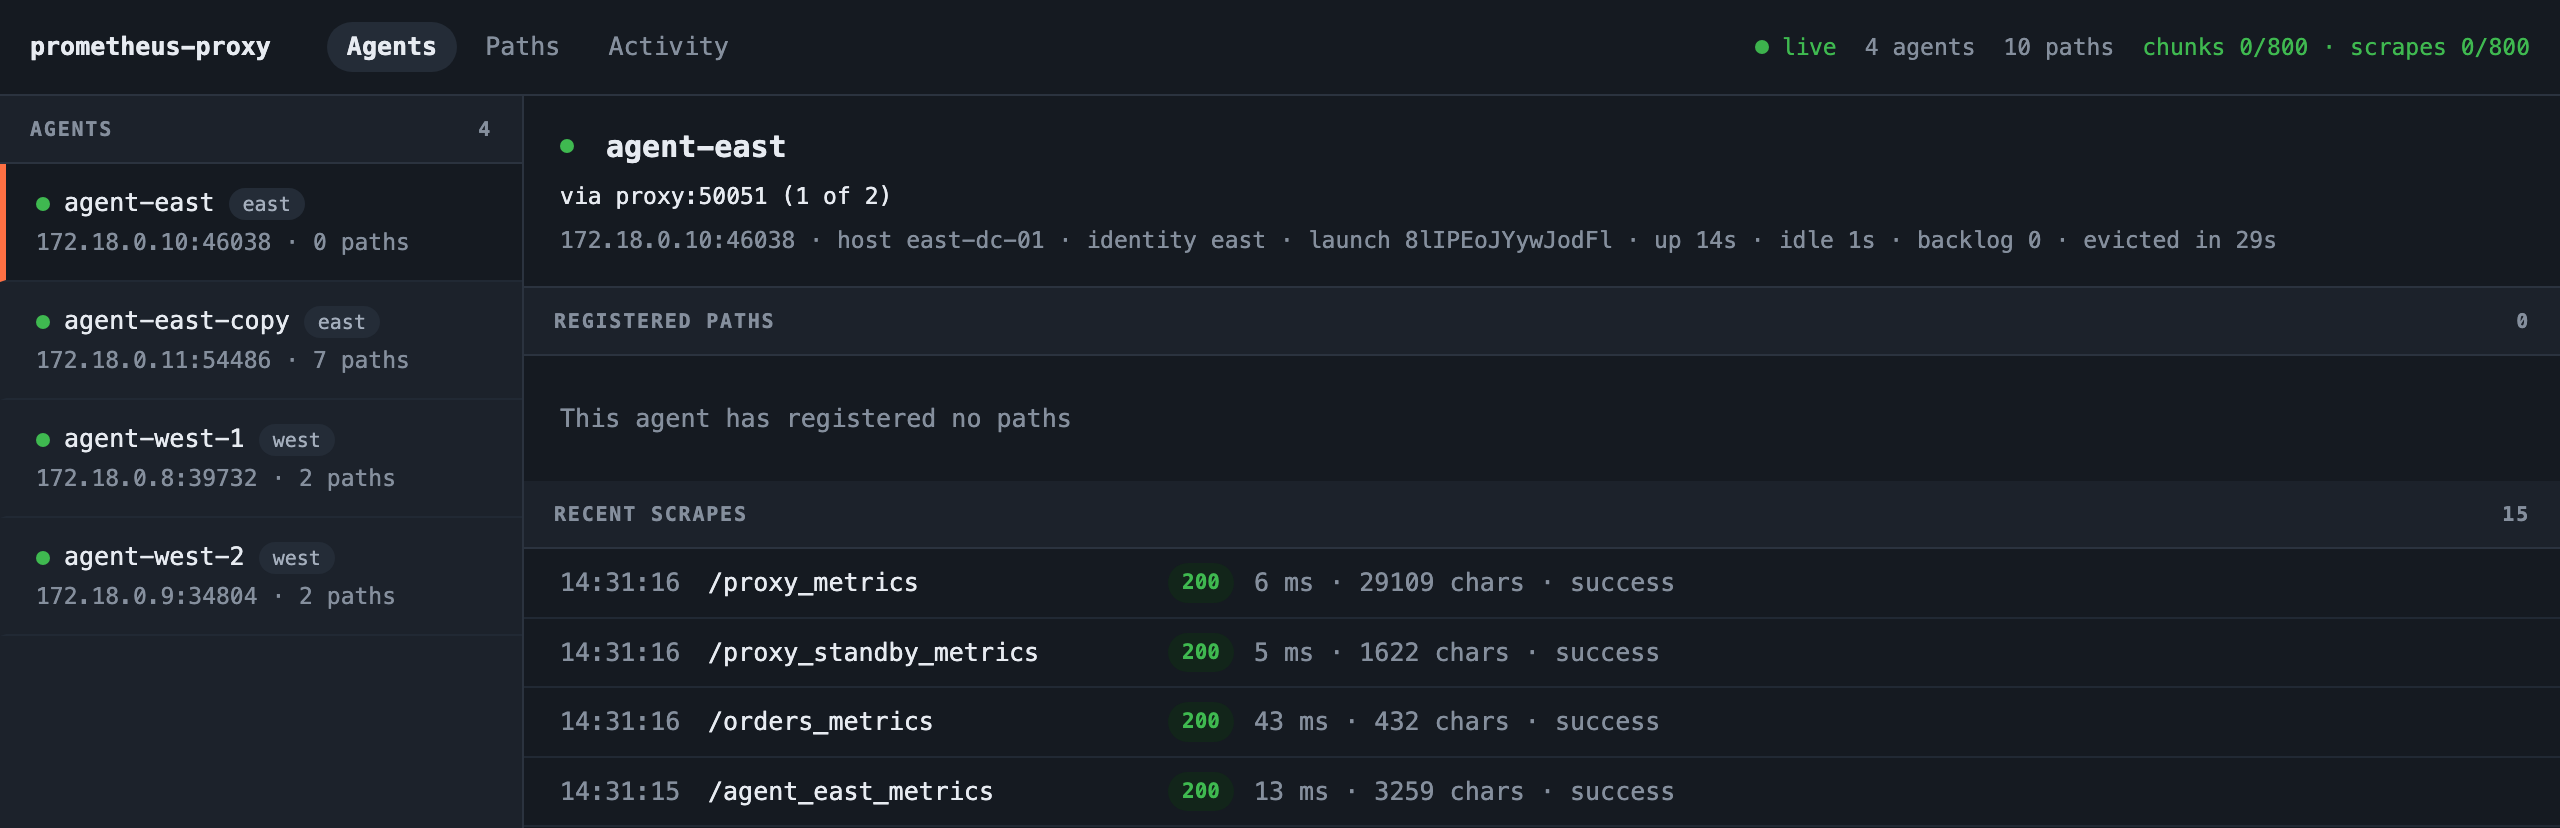 prometheus-proxy Agents Paths Activity live 4 agents 10 paths chunks 0/800 · scrapes 0/800
AGENTS 4
agent-east east
172.18.0.10:46038 · 0 paths
agent-east-copy east
172.18.0.11:54486 · 7 paths
agent-west-1 west
172.18.0.8:39732 · 2 paths
agent-west-2 west
172.18.0.9:34804 · 2 paths
agent-east
via proxy:50051 (1 of 2)
172.18.0.10:46038 · host east-dc-01 · identity east · launch 8lIPEoJYywJodFl · up 14s · idle 1s · backlog 0 · evicted in 29s
REGISTERED PATHS 0
This agent has registered no paths
RECENT SCRAPES 15
14:31:16 /proxy_metrics 200 6 ms · 29109 chars · success
14:31:16 /proxy_standby_metrics 200 5 ms · 1622 chars · success
14:31:16 /orders_metrics 200 43 ms · 432 chars · success
14:31:15 /agent_east_metrics 200 13 ms · 3259 chars · success